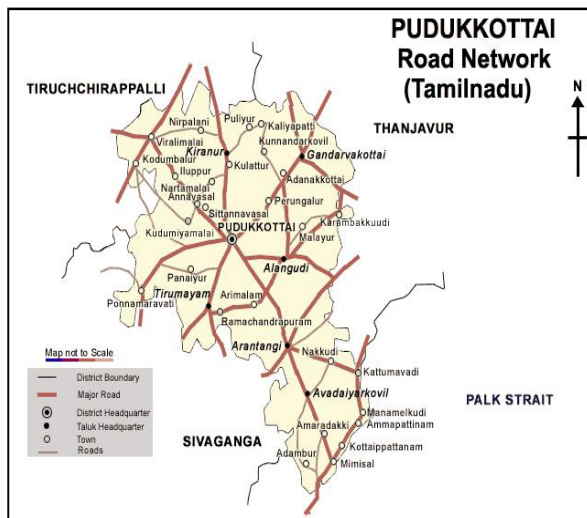 PUDUKKOTTAI
Road Network
(Tamilnadu)
N
TIRUCHCHIRAPPALLI
THANJAVUR
Nirpalani
Puliyur
Kaliyapatti
Viralimalai
Kunnandarkovil
Kiranur
Gandarvakottai
Kodumbalur
Iluppur
Kulattur
Adanakkottai
Nartamalai
Annavasal
Perungalur
Sittannavasal
Karambakkuudi
PUDUKKOTTAI
Kudumiyamalai
Malayur
Panaiyur
Alangudi
Tirumayam
Arimalam
Ponnamaravati
Ramachandrapuram
Arantangi
Nakkudi
Kattumavadi
Map not to Scale
District Boundary
Major Road
District Headquarter
Taluk Headquarter
Town
Roads
Avadaiyarkovil
PALK STRAIT
Manamelkudi
Ammapattinam
Amaradakki
SIVAGANGA
Kottaippattanam
Adambur
Mimisal